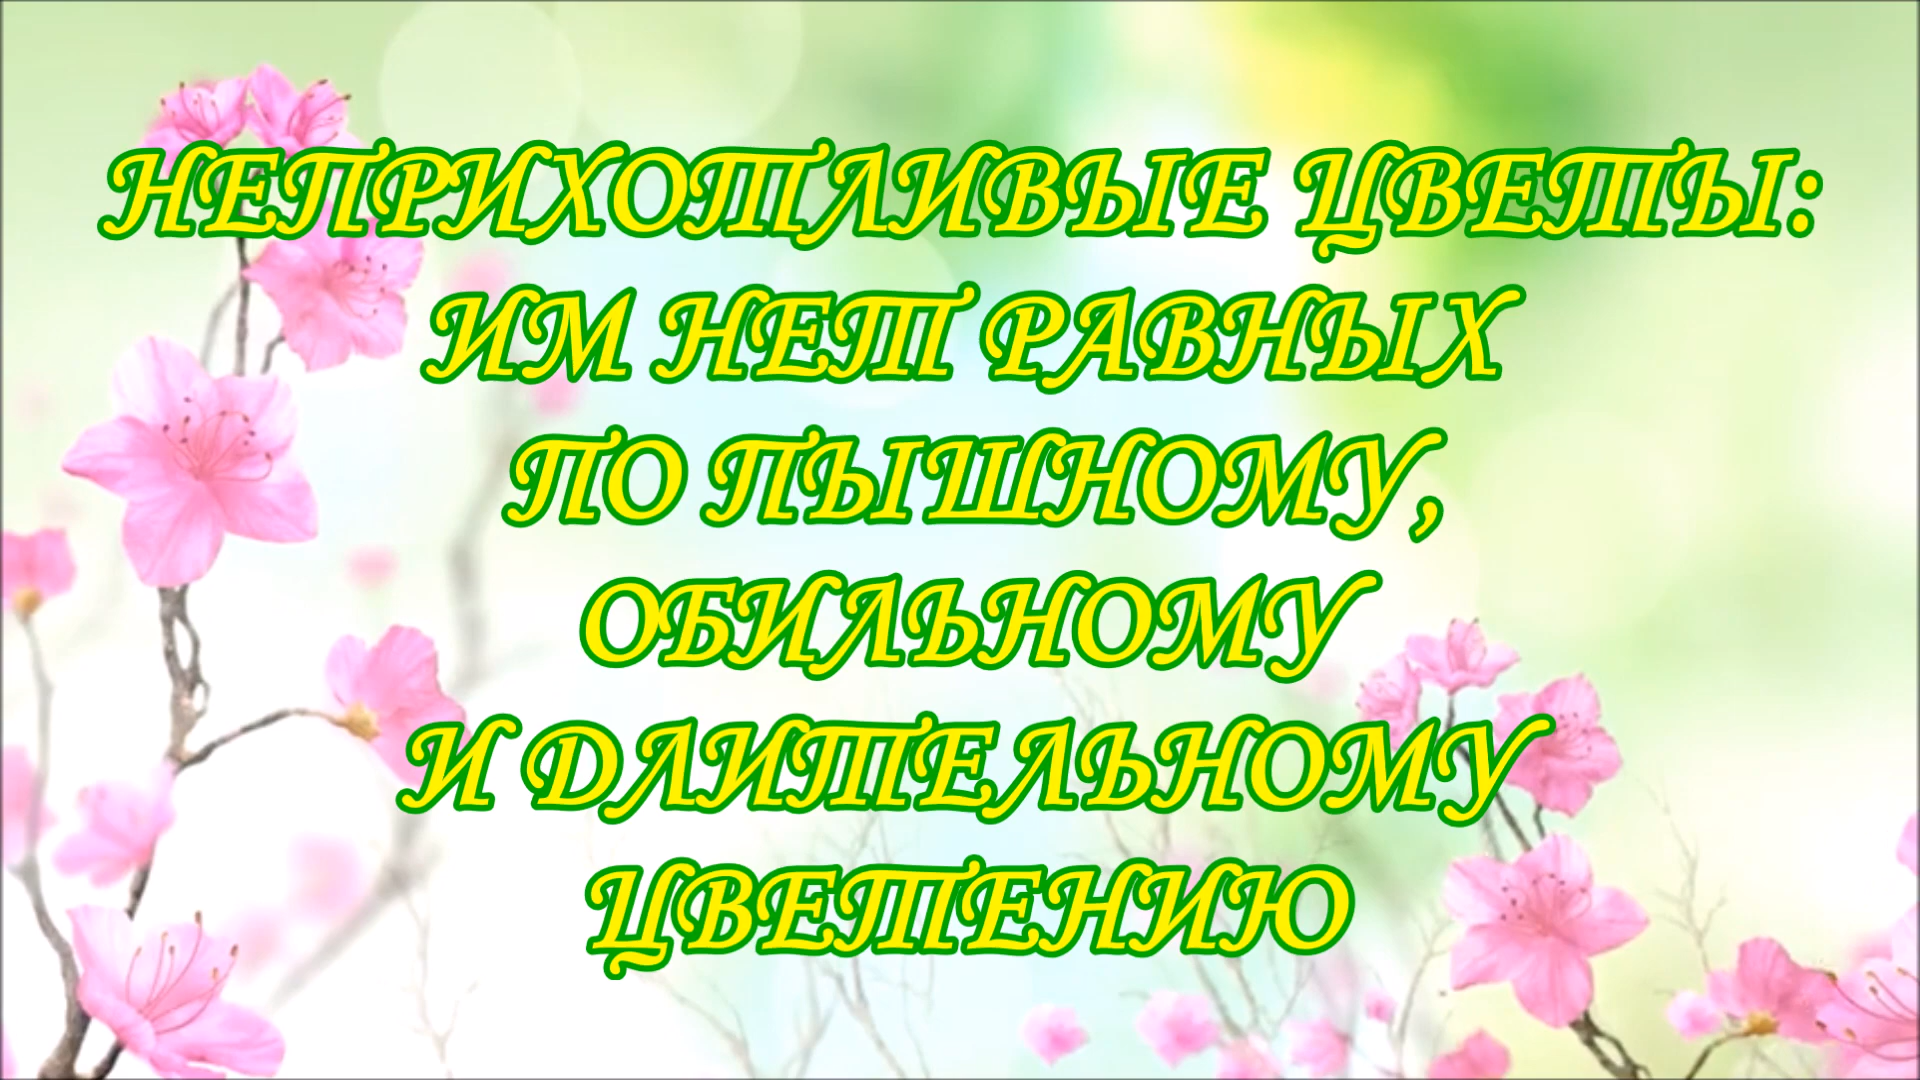 НЕПРИХОТЛИВЫЕ ЦВЕТЫ:
ИМ НЕТ РАВНЫХ
ПО ПЫШНОМУ,
ОБИЛЬНОМУ
И ДЛИТЕЛЬНОМУ
ЦВЕТЕНИЮ